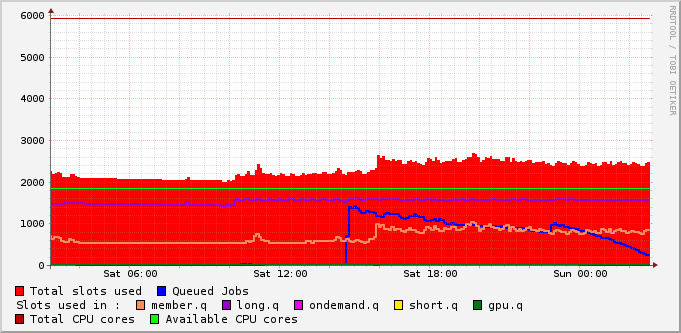 6000
5000
4000
3000
2000
1000
0
Sat 06:00 Sat 12:00 Sat 18:00 Sun 00:00
RRDTOOL / TOBI OETIKER
Total slots used Queued Jobs
Slots used in : member.q long.q ondemand.q short.q gpu.q
Total CPU cores Available CPU cores